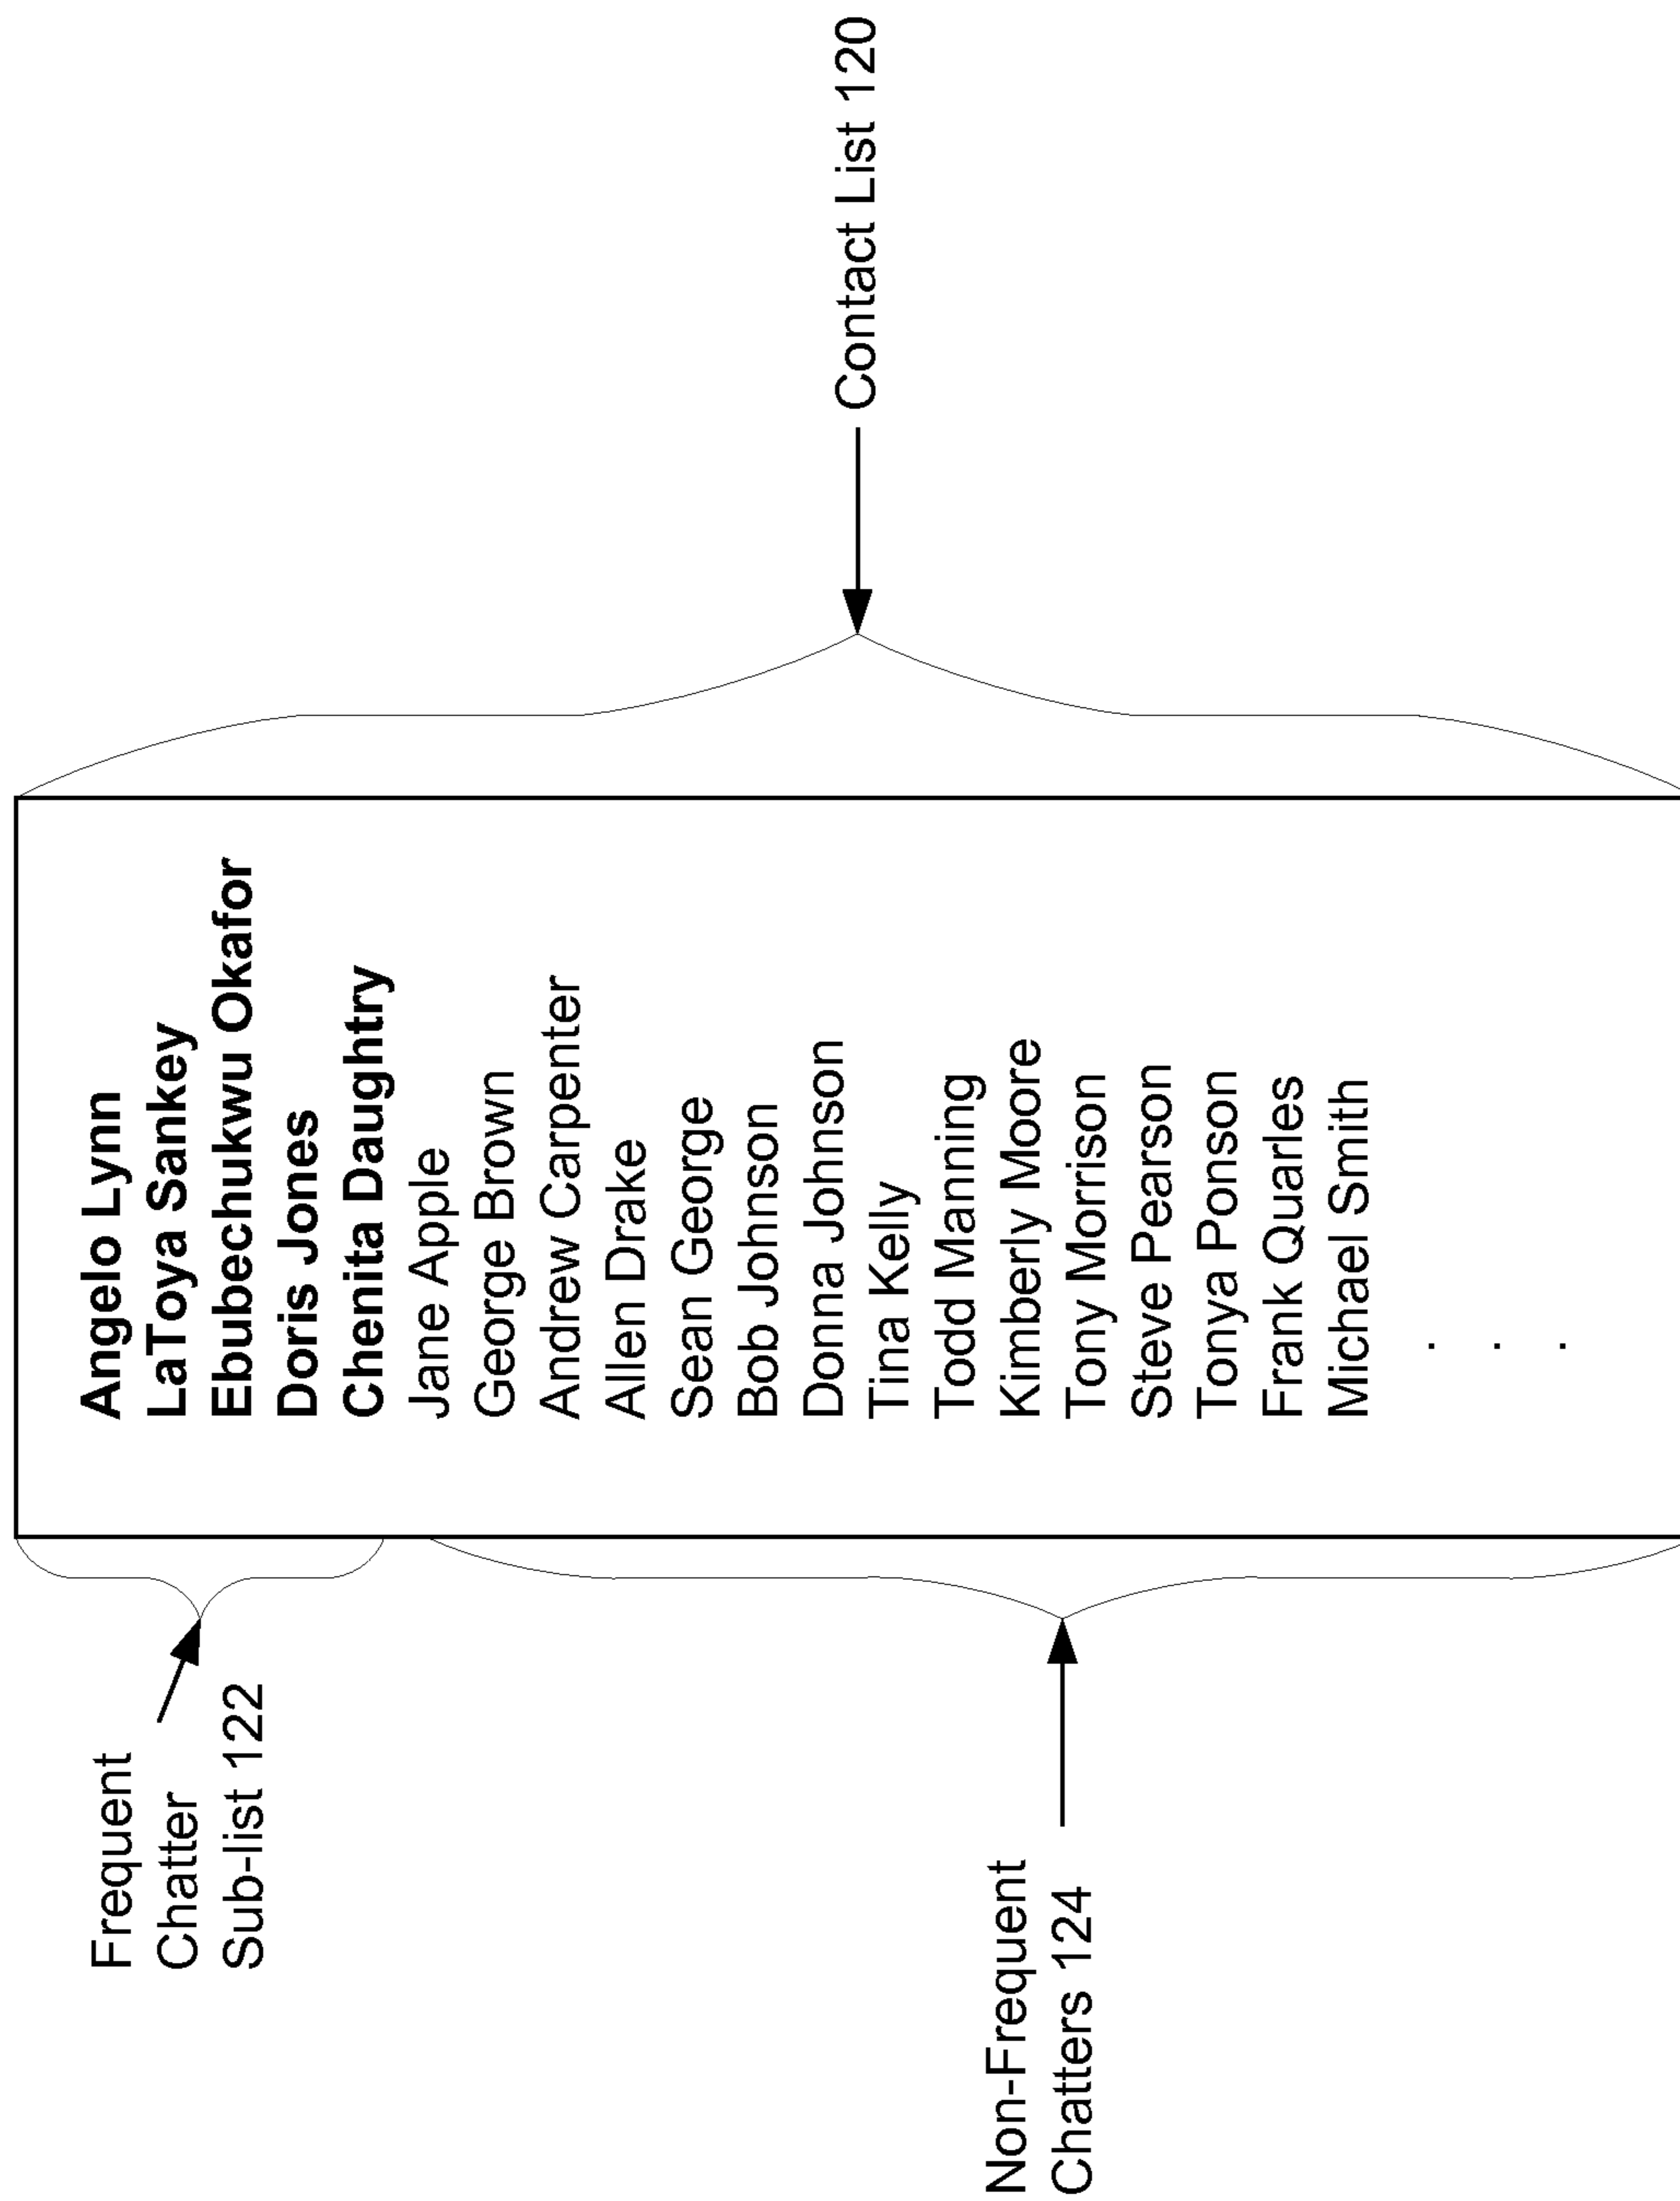 Frequent
Chatter
Sub-list 122
Non-Frequent
Chatters 124
Angelo Lynn
LaToya Sankey
Ebubechukwu Okafor
Doris Jones
Chenita Daughtry
Jane Apple
George Brown
Andrew Carpenter
Allen Drake
Sean George
Bob Johnson
Donna Johnson
Tina Kelly
Todd Manning
Kimberly Moore
Tony Morrison
Steve Pearson
Tonya Ponson
Frank Quarles
Michael Smith
.
.
.
Contact List 120